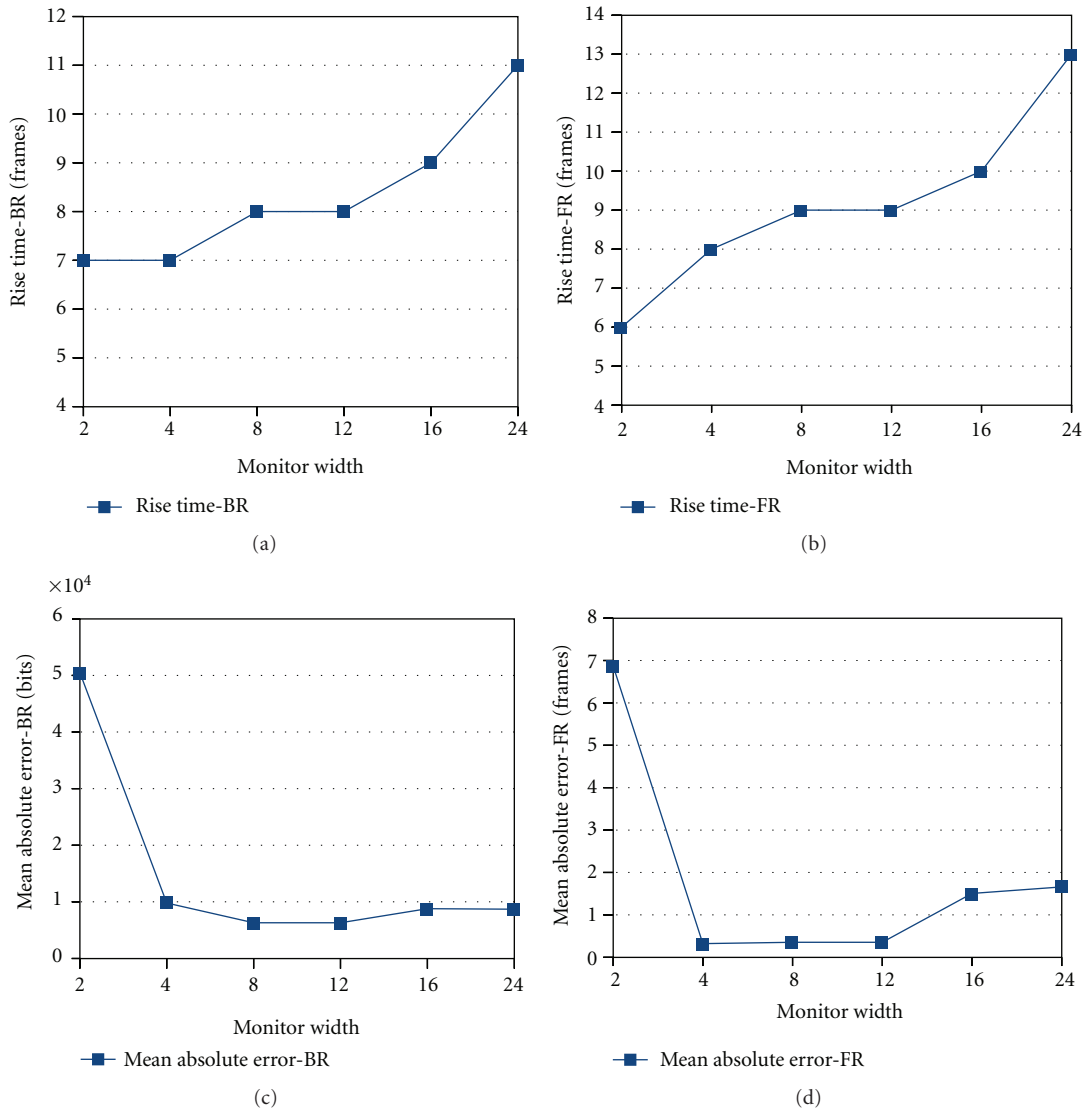 12
11
10
9
8
7
6
5
4
Rise time-BR (frames)
2 4 8 12 16 24
Monitor width
Rise time-BR
(a)
14
13
12
11
10
9
8
7
6
5
4
Rise time-FR (frames)
2 4 8 12 16 24
Monitor width
Rise time-FR
(b)
×10⁴
6
5
4
3
2
1
0
Mean absolute error-BR (bits)
2 4 8 12 16 24
Monitor width
Mean absolute error-BR
(c)
8
7
6
5
4
3
2
1
0
Mean absolute error-FR (frames)
2 4 8 12 16 24
Monitor width
Mean absolute error-FR
(d)